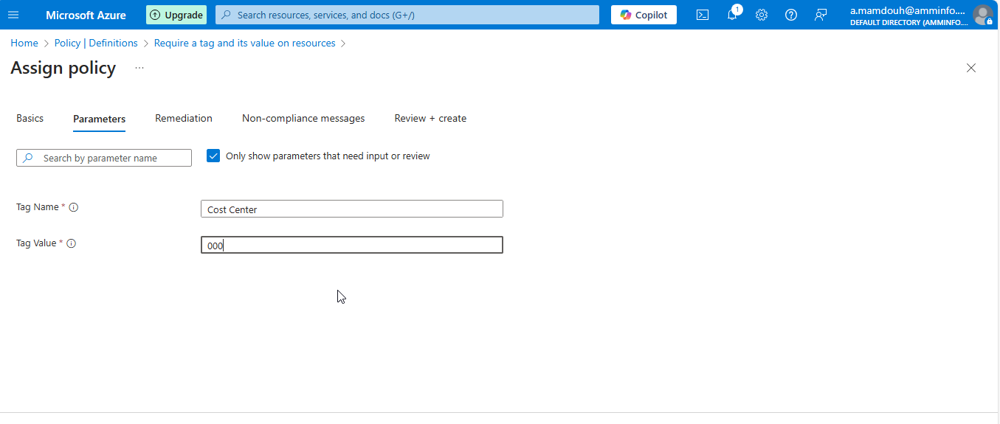 Microsoft Azure
Upgrade
Search resources, services, and docs (G+/)
Copilot
1
a.mamdouh@amminfo....
DEFAULT DIRECTORY (AMMINFO....
Home > Policy | Definitions > Require a tag and its value on resources >
Assign policy ...
Basics Parameters Remediation Non-compliance messages Review + create
Search by parameter name
Only show parameters that need input or review
Tag Name * Cost Center
Tag Value * 000